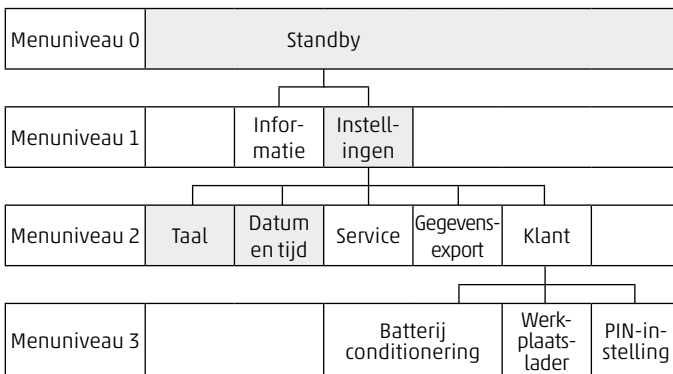 Menuniveau 0
Standby
Menuniveau 1
Infor-
matie
Instell-
ingen
Menuniveau 2
Taal
Datum
en tijd
Service
Gegevens-
export
Klant
Menuniveau 3
Batterij
conditionering
Werk-
plaats-
lader
PIN-in-
stelling